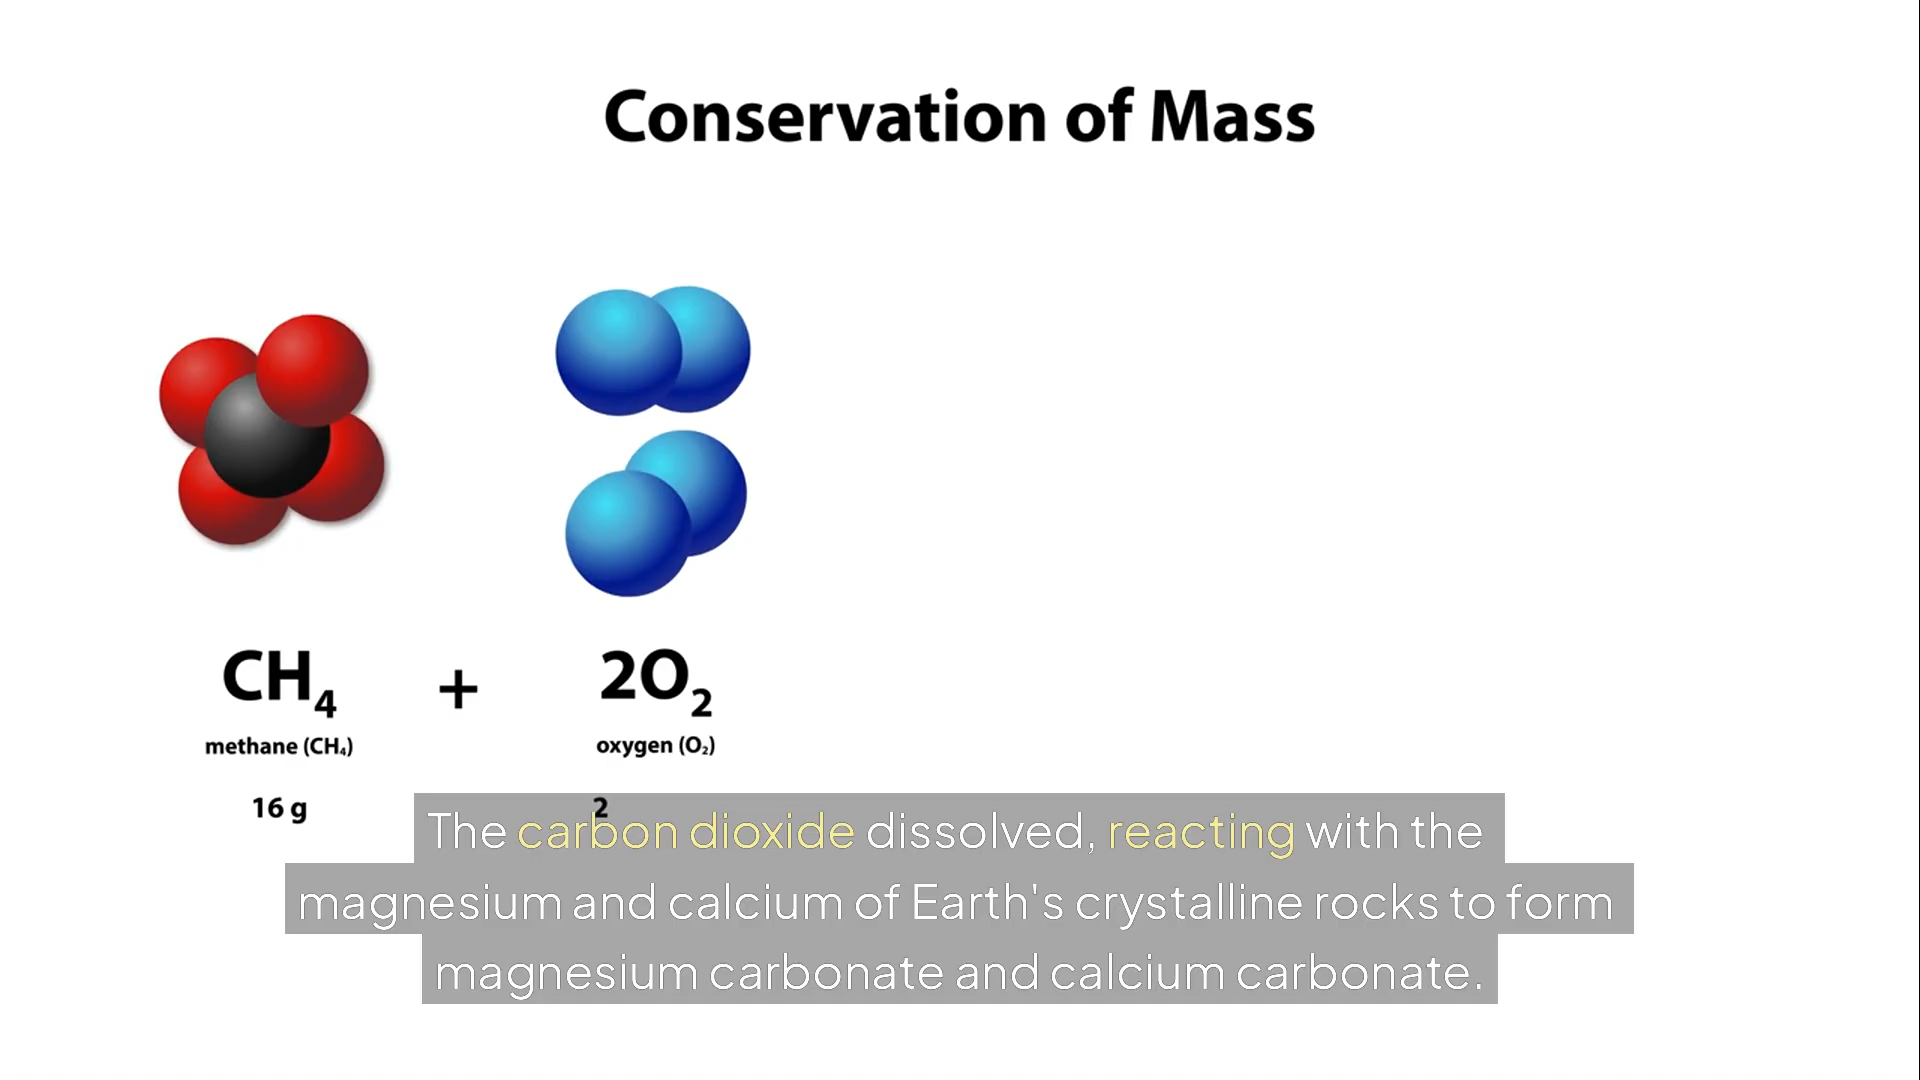 Conservation of Mass
CH₄ + 2O₂
methane (CH₄) oxygen (O₂)
16 g 2
The carbon dioxide dissolved, reacting with the
magnesium and calcium of Earth's crystalline rocks to form
magnesium carbonate and calcium carbonate.